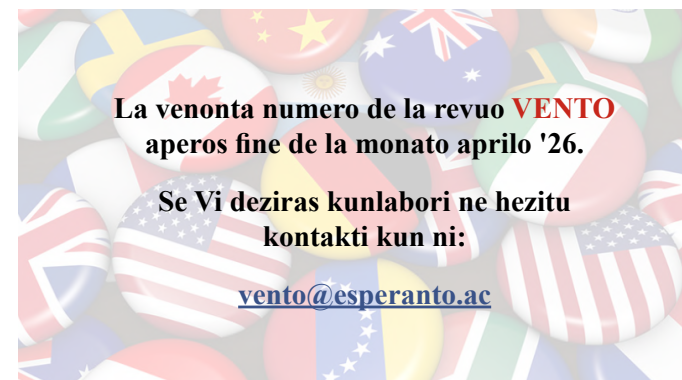 La venonta numero de la revuo VENTO
aperos fine de la monato aprilo '26.
Se Vi deziras kunlabori ne hezitu
kontakti kun ni:
vento@esperanto.ac